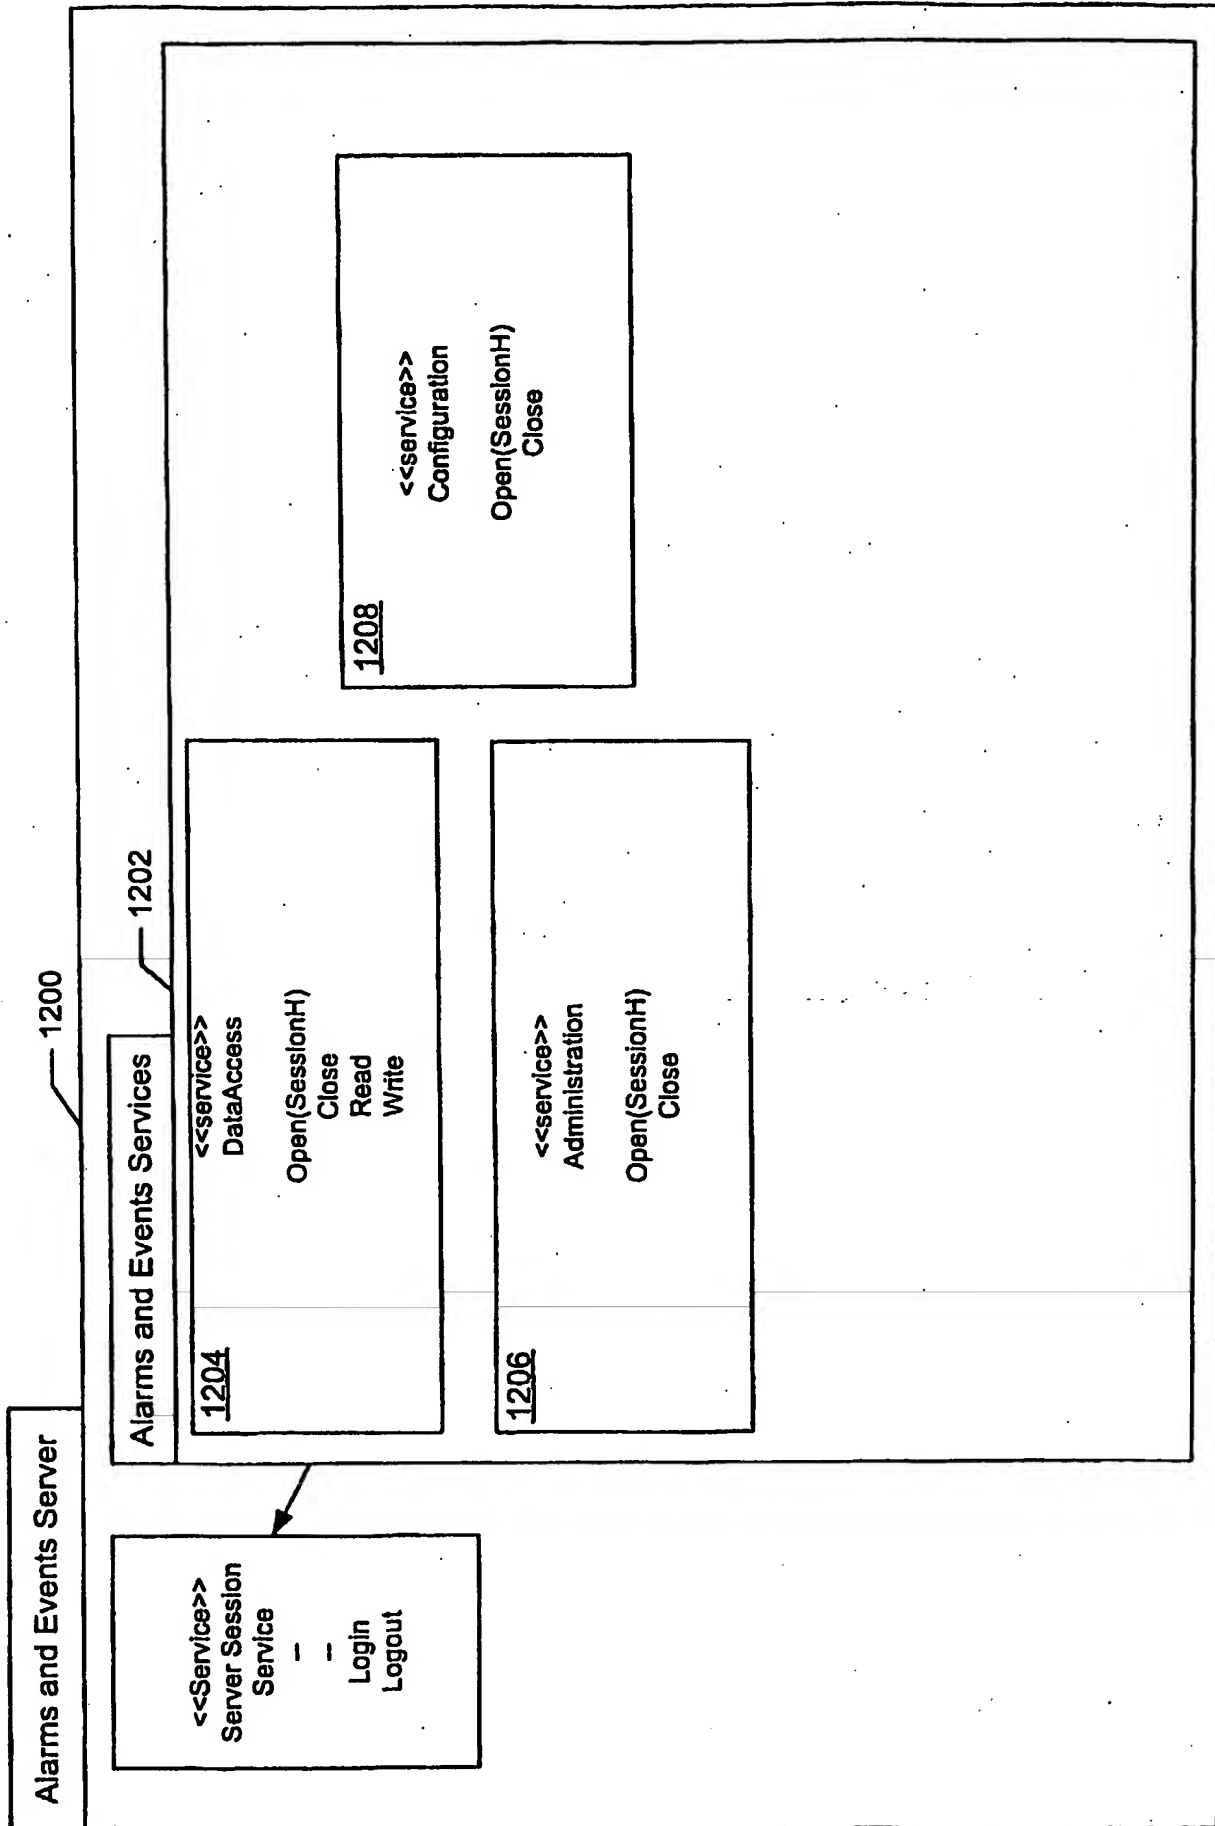 Alarms and Events Server
1200
Alarms and Events Services
1202
<<Service>>
Server Session
Service
--
--
Login
Logout
1204
<<service>>
DataAccess
Open(SessionH)
Close
Read
Write
1206
<<service>>
Administration
Open(SessionH)
Close
1208
<<service>>
Configuration
Open(SessionH)
Close